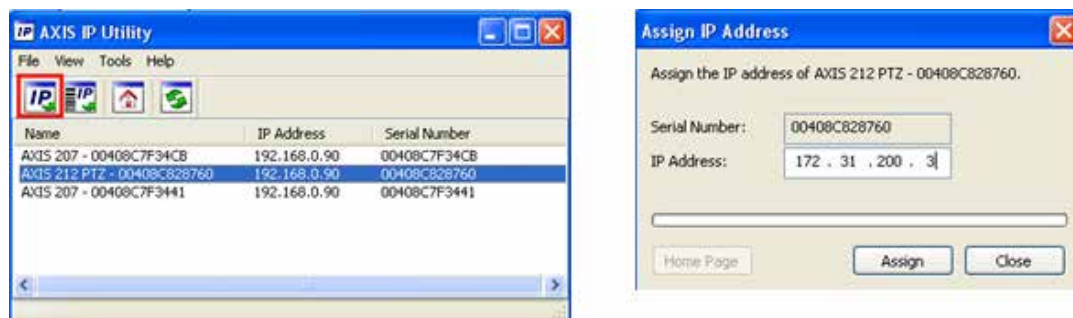 AXIS IP Utility
File View Tools Help
IP IP
Name IP Address Serial Number
AXIS 207 - 00408C7F34CB 192.168.0.90 00408C7F34CB
AXIS 212 PTZ - 00408C828760 192.168.0.90 00408C828760
AXIS 207 - 00408C7F3441 192.168.0.90 00408C7F3441
Assign IP Address
Assign the IP address of AXIS 212 PTZ - 00408C828760.
Serial Number: 00408C828760
IP Address: 172 . 31 . 200 . 3
Home Page Assign Close